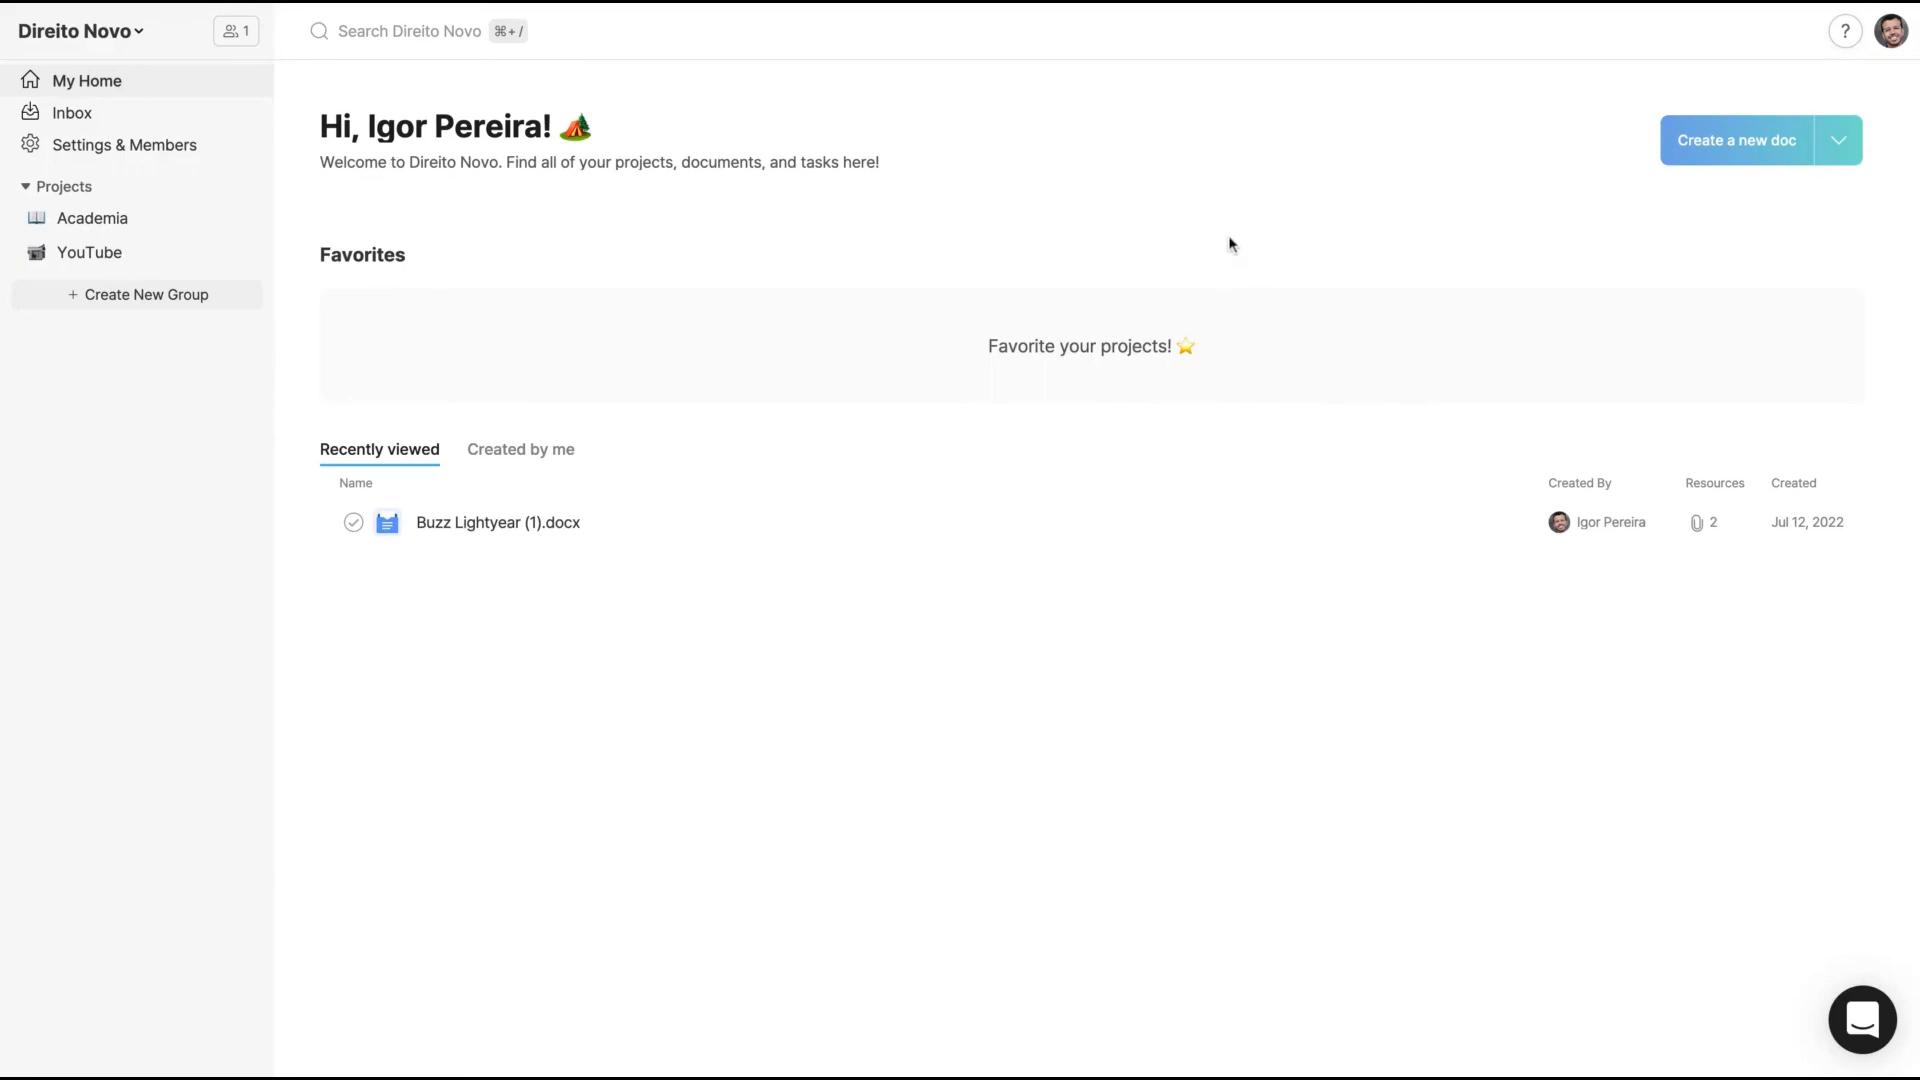 Direito Novo
1
Search Direito Novo ⌘+ /
?
My Home
Inbox
Settings & Members
Projects
Academia
YouTube
+ Create New Group
Hi, Igor Pereira! 🏕️
Welcome to Direito Novo. Find all of your projects, documents, and tasks here!
Create a new doc
Favorites
Favorite your projects! ⭐
Recently viewed Created by me
Name Created By Resources Created
Buzz Lightyear (1).docx Igor Pereira 2 Jul 12, 2022